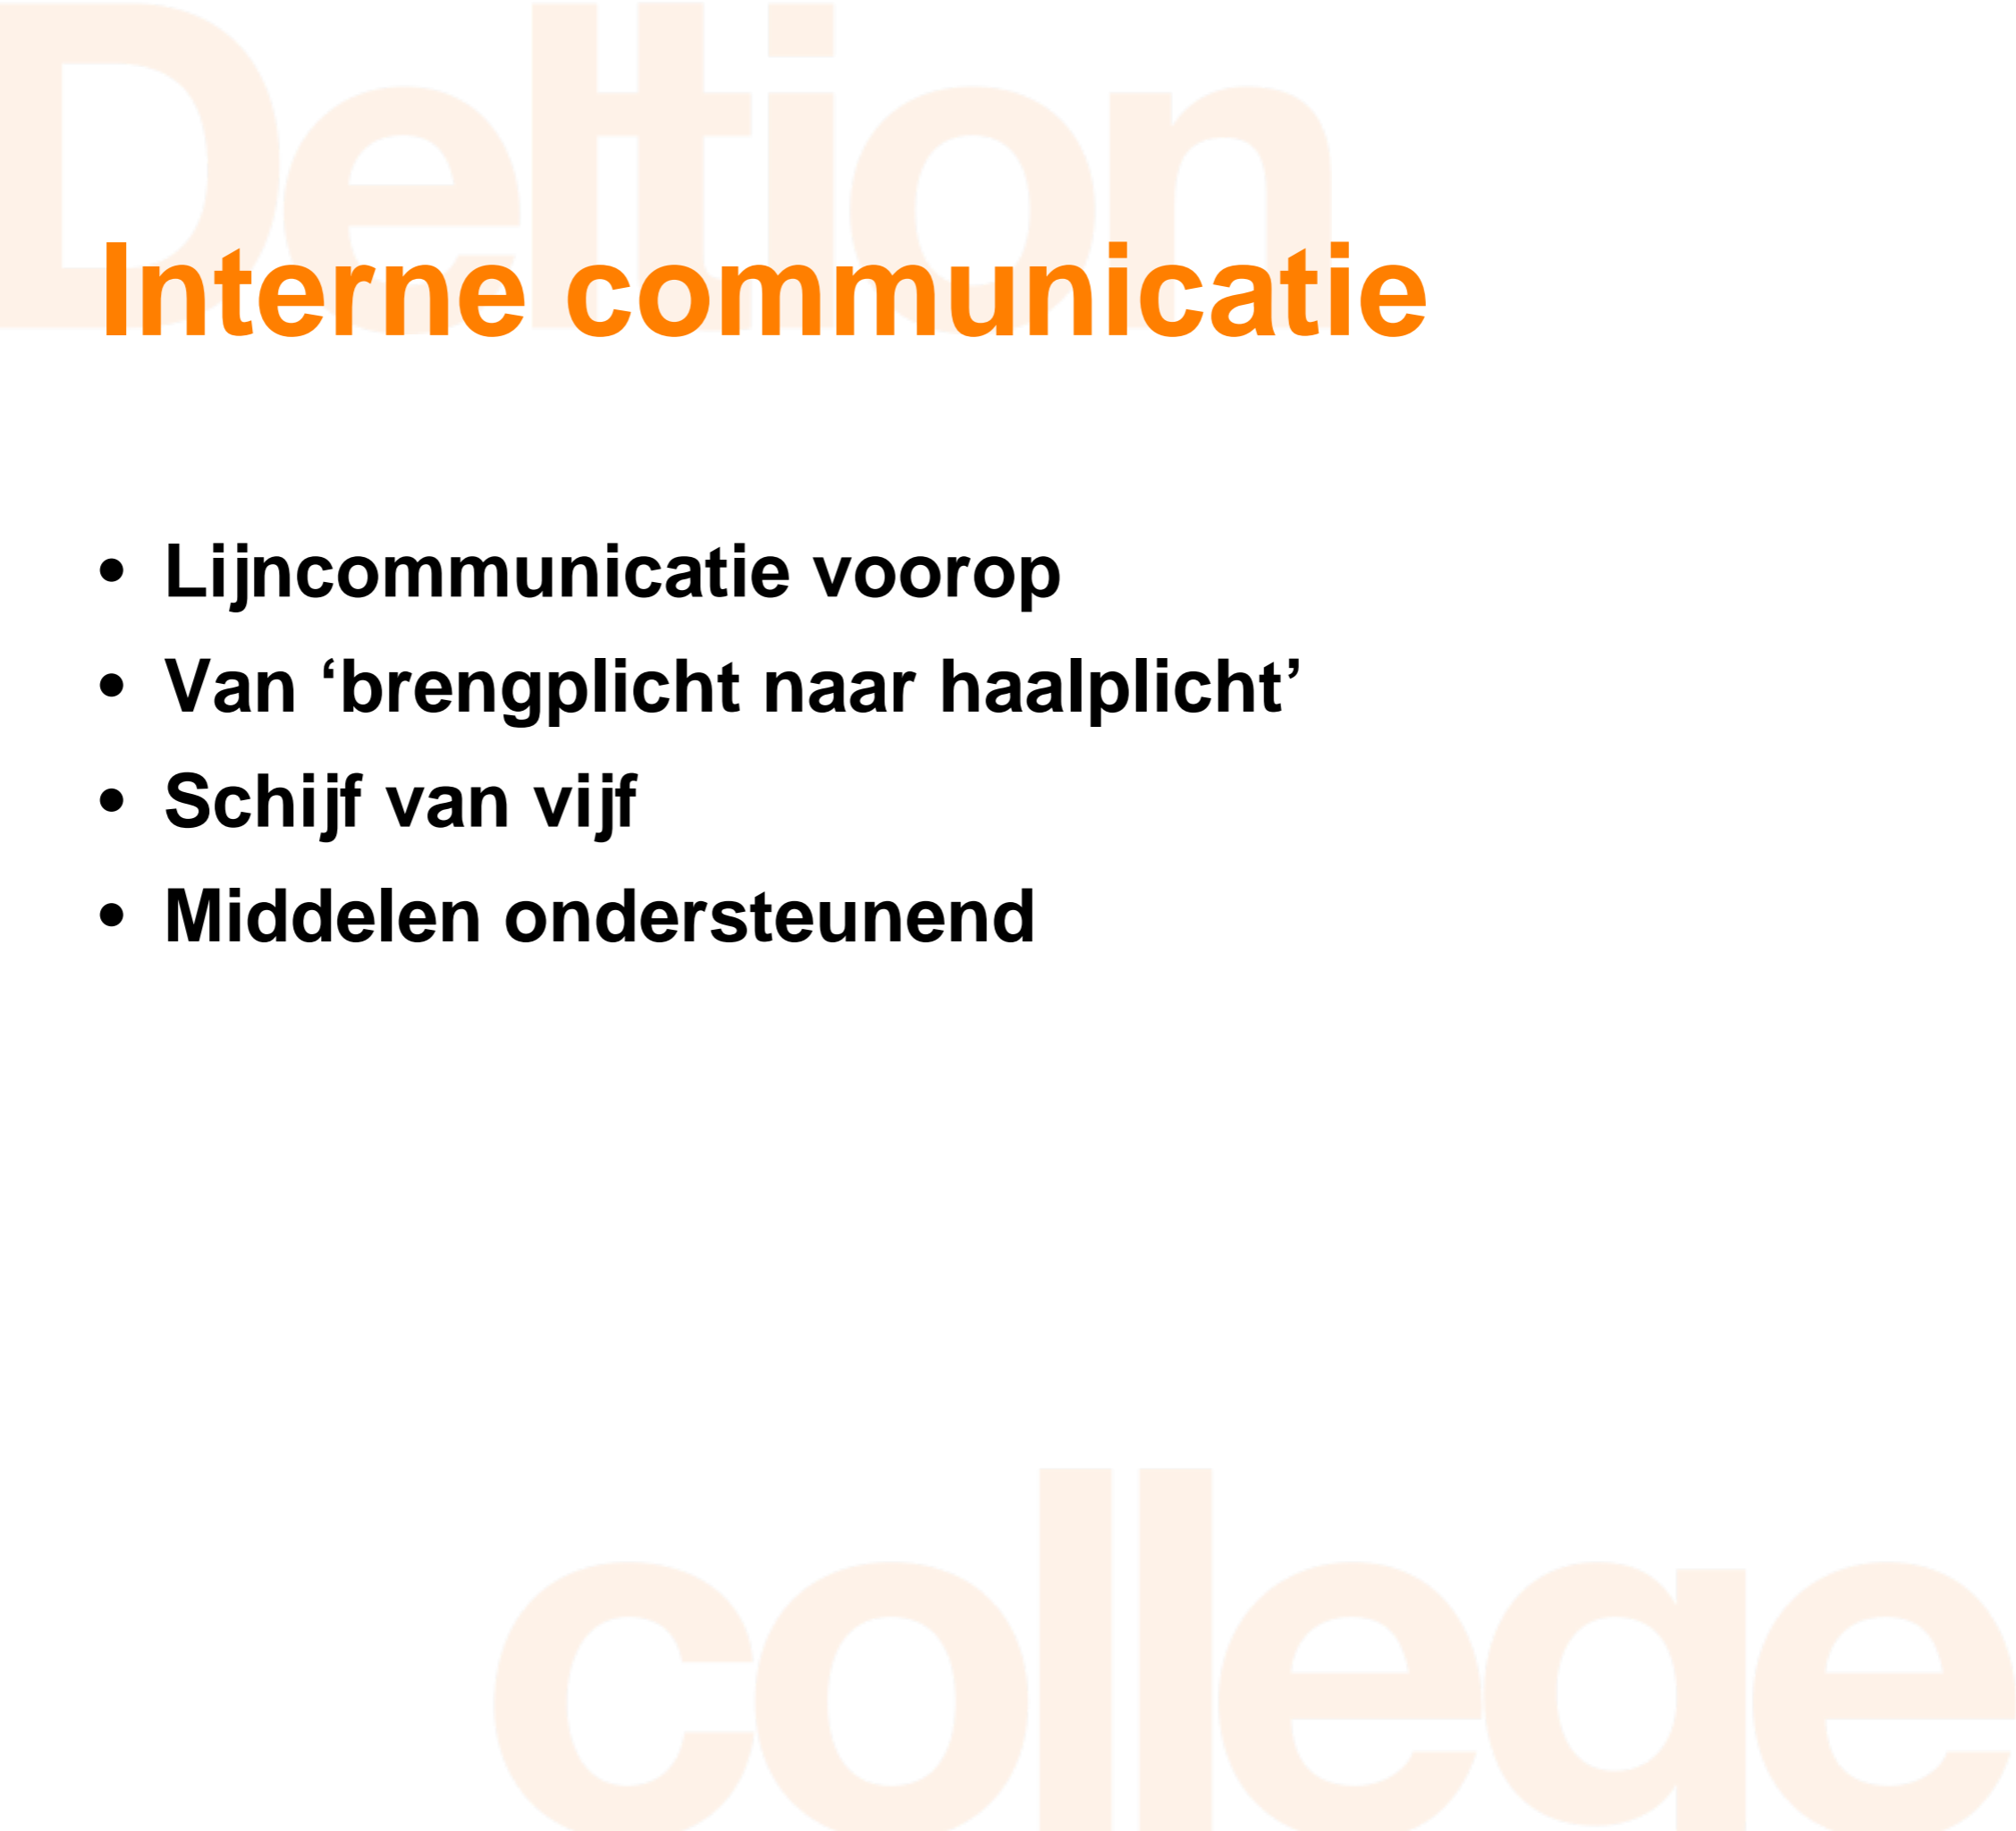 Deltion
Interne communicatie
• Lijncommunicatie voorop
• Van ‘brengplicht naar haalplicht’
• Schijf van vijf
• Middelen ondersteunend
college